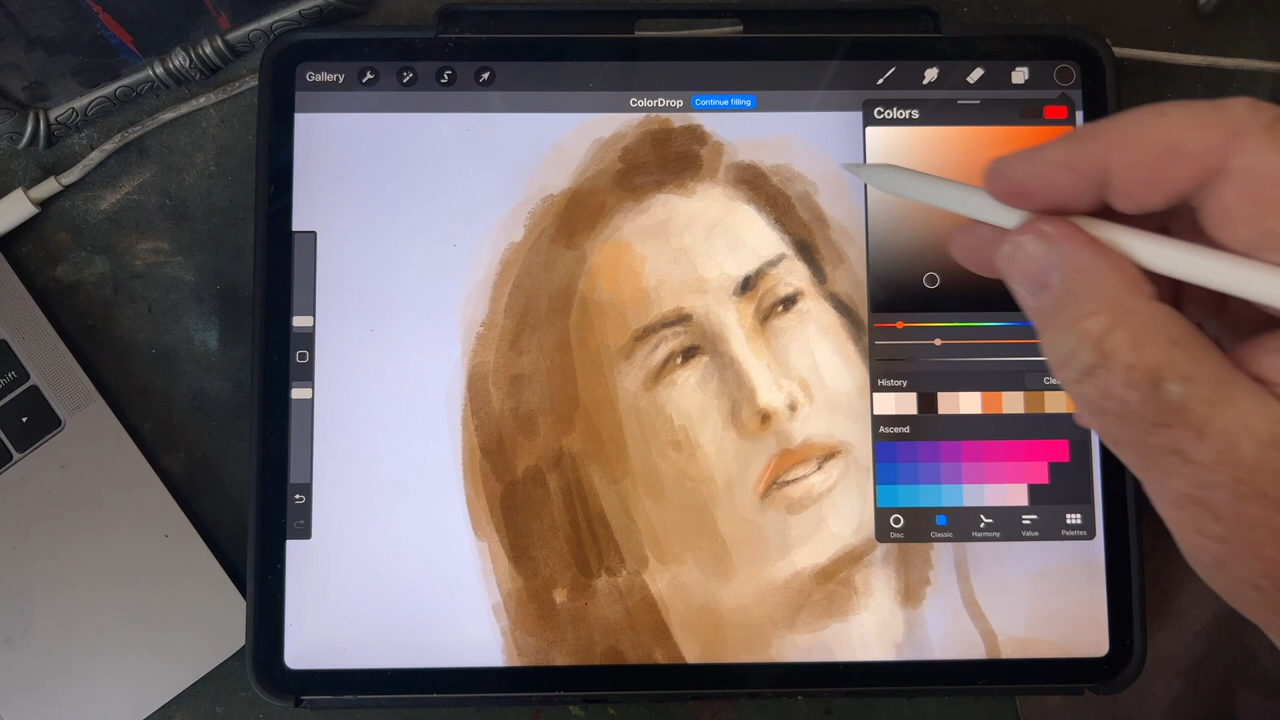 Gallery
ColorDrop Continue filling
Colors
History
Ascend
Disc Classic Harmony Value Palettes